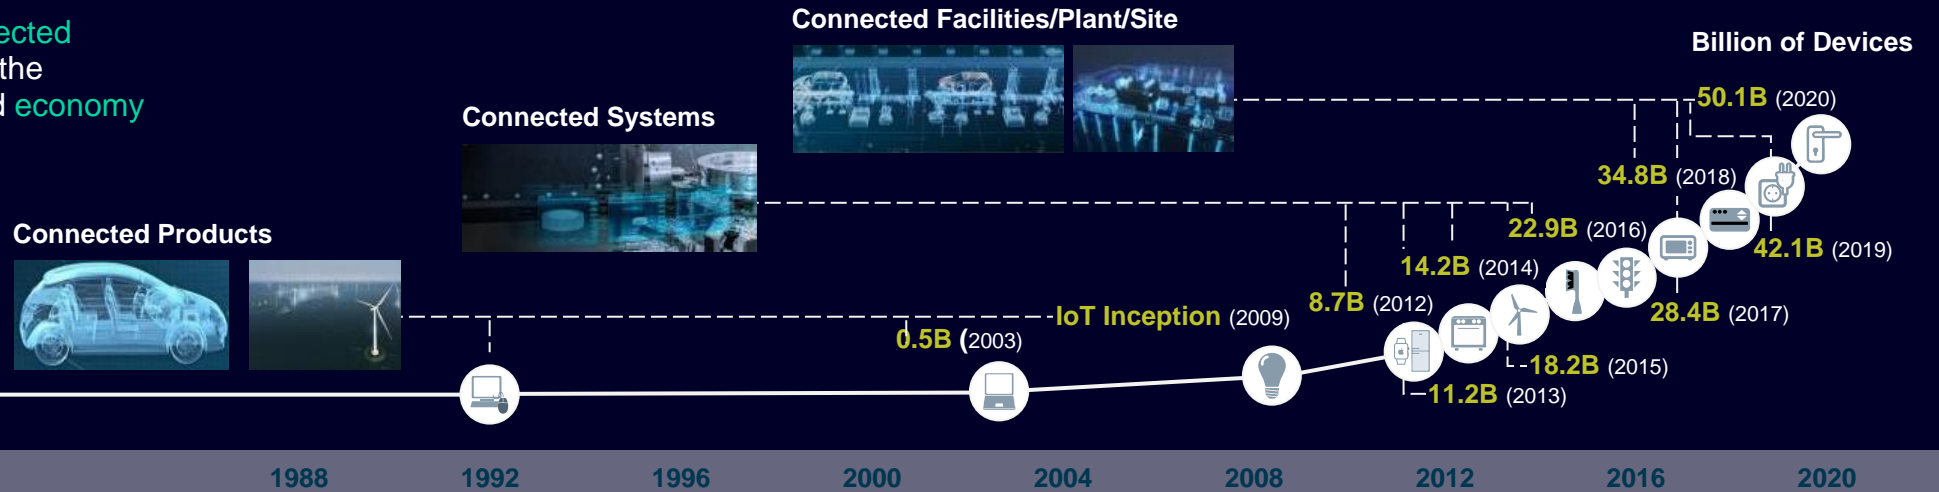 Connected Facilities/Plant/Site
the
economy
Billion of Devices
50.1B (2020)
Connected Systems
34.8B (2018)
22.9B (2016)
42.1B (2019)
Connected Products
14.2B (2014)
8.7B (2012)
28.4B (2017)
IoT Inception (2009)
0.5B (2003)
18.2B (2015)
11.2B (2013)
1988 1992 1996 2000 2004 2008 2012 2016 2020